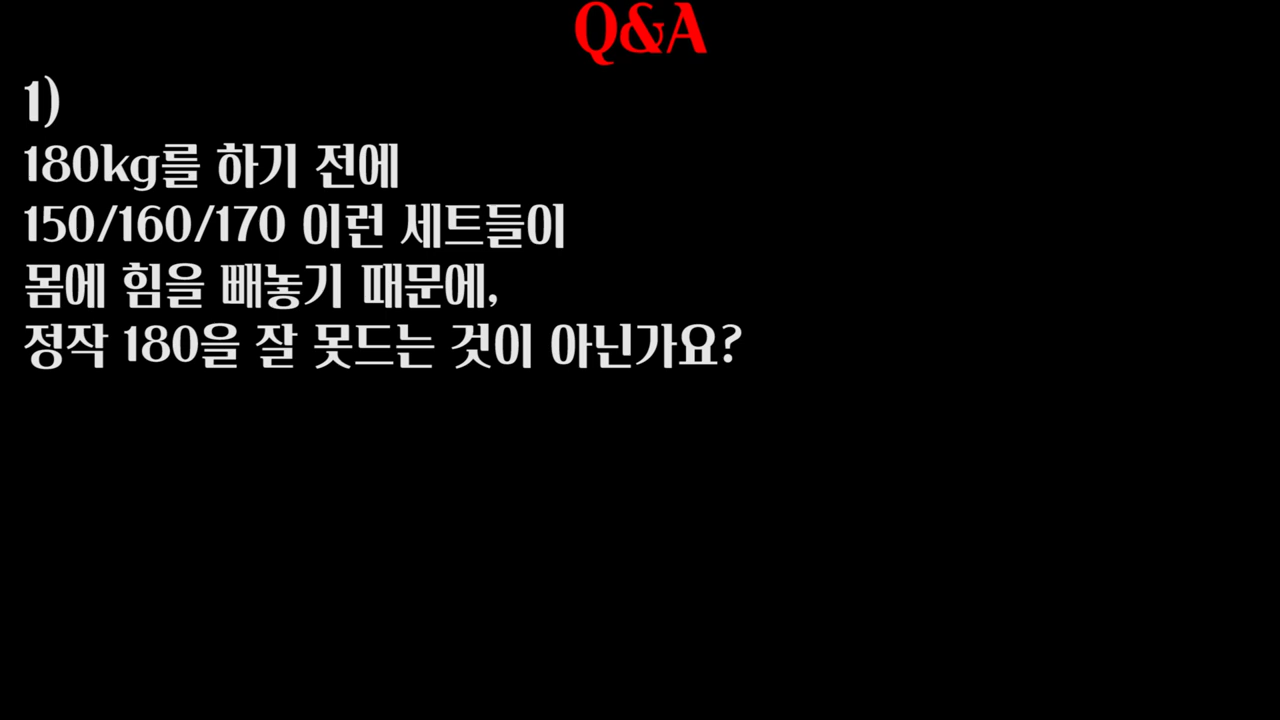 Q&A
1)
180kg를 하기 전에
150/160/170 이런 세트들이
몸에 힘을 빼놓기 때문에,
정작 180을 잘 못드는 것이 아닌가요?